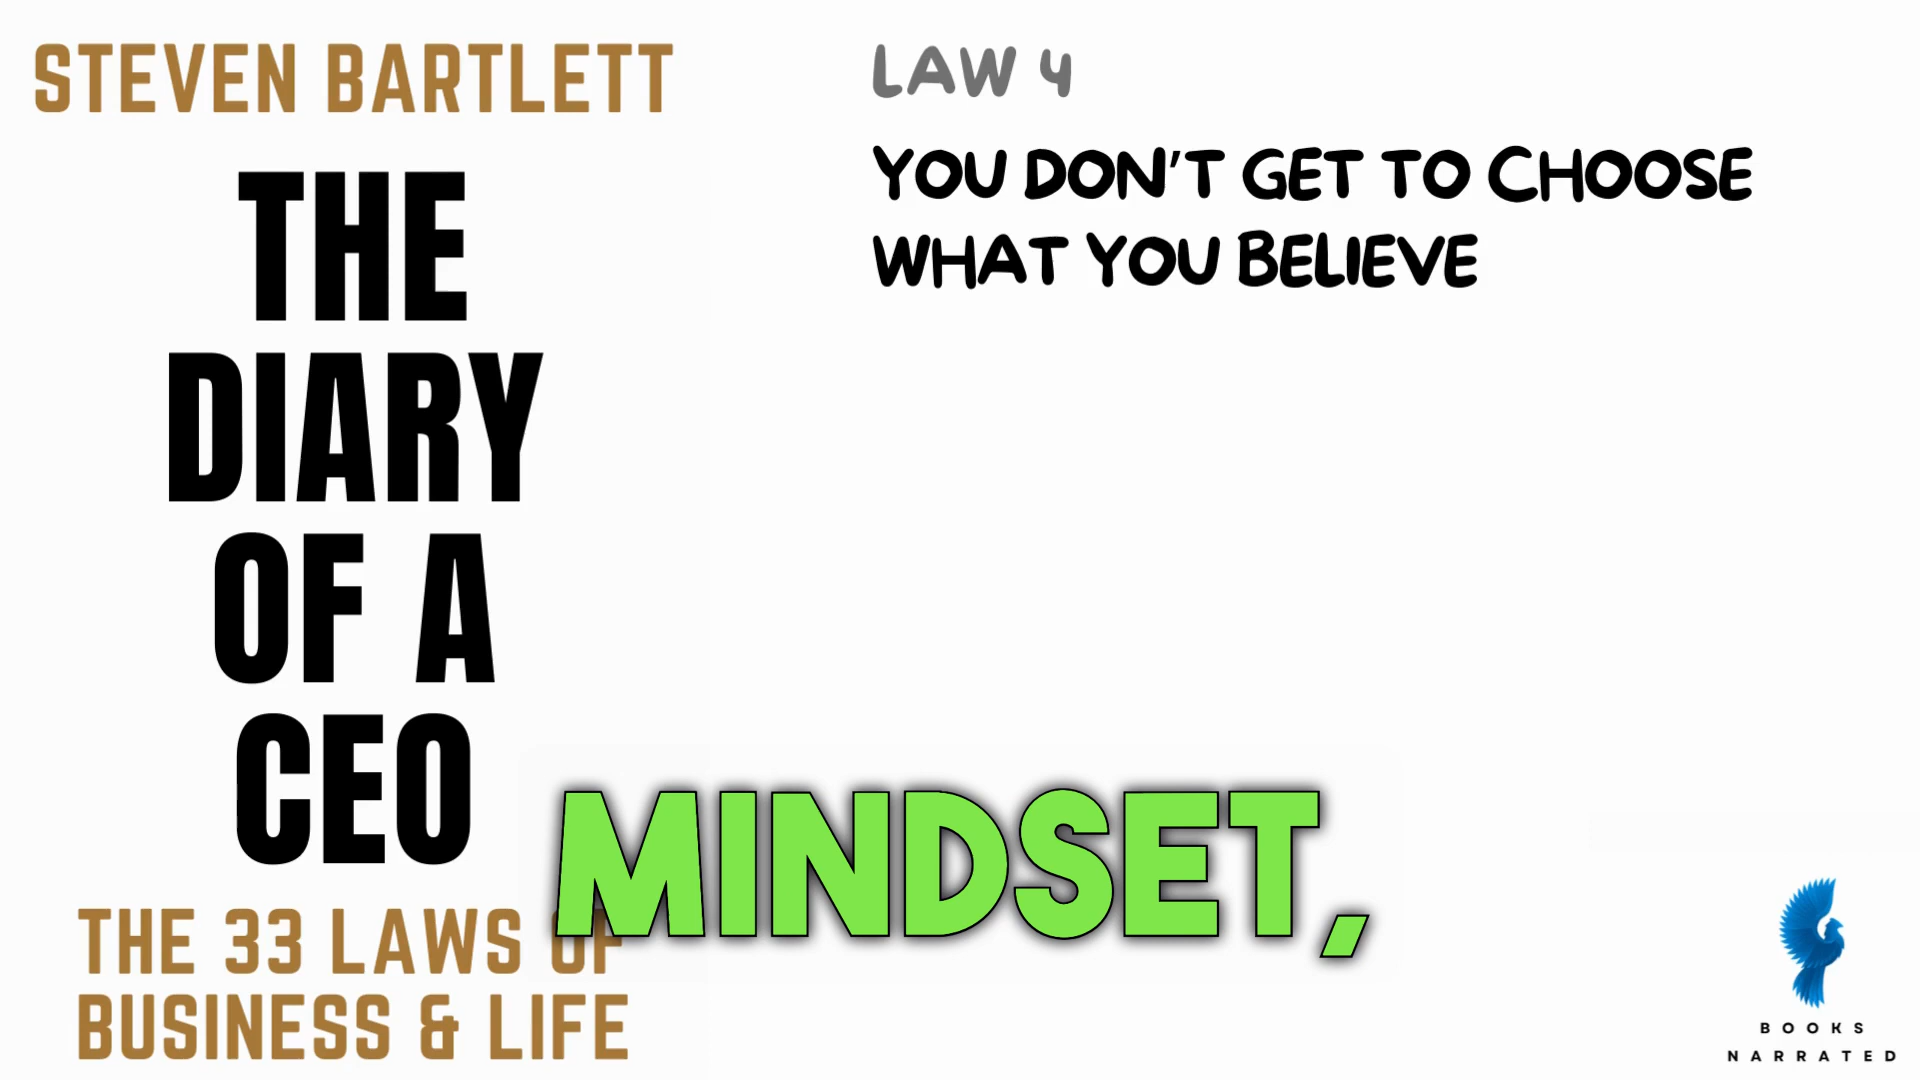 STEVEN BARTLETT
THE
DIARY
OF A
CEO
THE 33 LAWS OF
BUSINESS & LIFE
LAW 4
YOU DON'T GET TO CHOOSE
WHAT YOU BELIEVE
MINDSET,
BOOKS
NARRATED